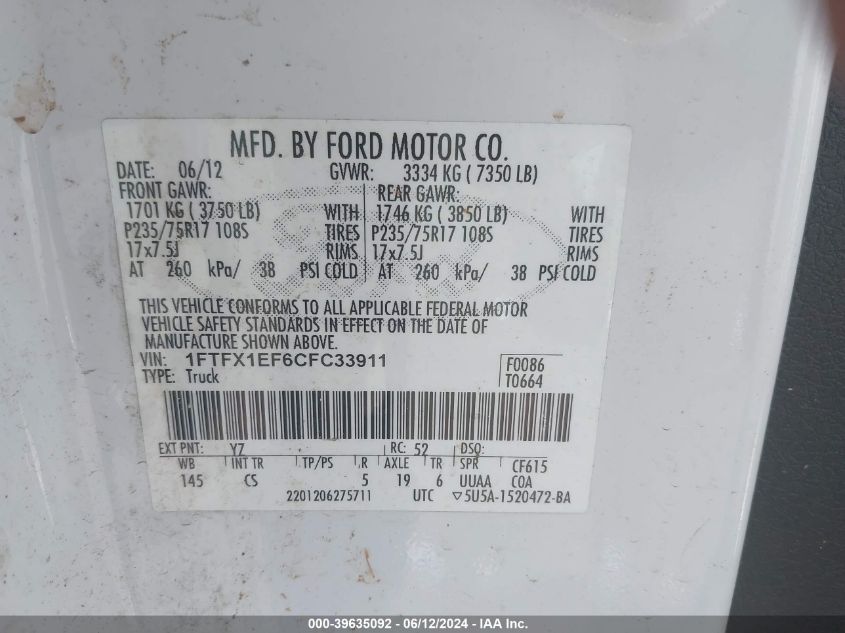 MFD. BY FORD MOTOR CO.
DATE: 06/12 GVWR: 3334 KG ( 7350 LB)
FRONT GAWR: REAR GAWR:
1701 KG ( 3750 LB) WITH 1746 KG ( 3850 LB) WITH
P235/75R17 108S TIRES P235/75R17 108S TIRES
17x7.5J RIMS 17x7.5J RIMS
AT 260 kPa/ 38 PSI COLD AT 260 kPa/ 38 PSI COLD
THIS VEHICLE CONFORMS TO ALL APPLICABLE FEDERAL MOTOR
VEHICLE SAFETY STANDARDS IN EFFECT ON THE DATE OF
MANUFACTURE SHOWN ABOVE.
VIN: 1FTFX1EF6CFC33911 F0086
TYPE: Truck T0664
EXT PNT: YZ RC: 52 DSO:
WB INT TR TP/PS R AXLE TR SPR CF615
145 CS 5 19 6 UUAA COA
2201206275711 UTC ▽5U5A-1520472-BA
000-39635092 - 06/12/2024 - IAA Inc.